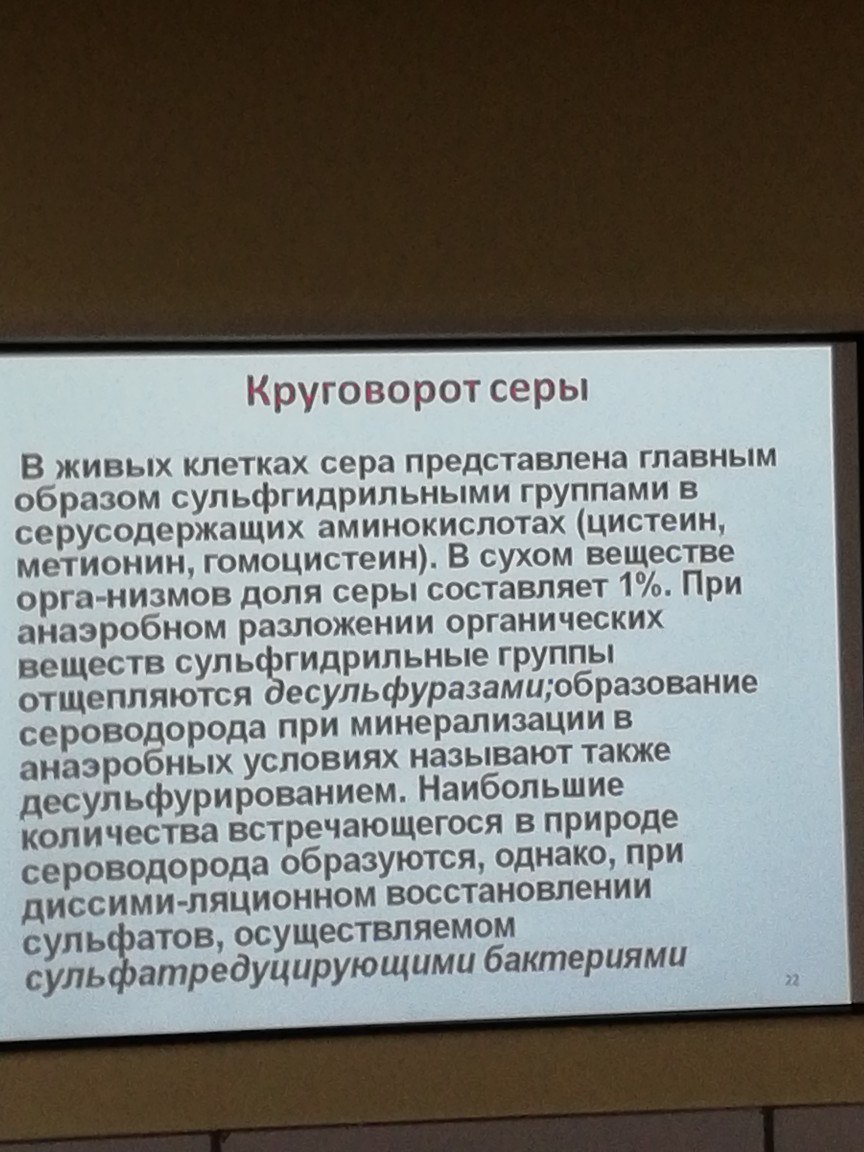 Круговорот серы
В живых клетках сера представлена главным
образом сульфгидрильными группами в
серусодержащих аминокислотах (цистеин,
метионин, гомоцистеин). В сухом веществе
орга-низмов доля серы составляет 1%. При
анаэробном разложении органических
веществ сульфгидрильные группы
отщепляются десульфуразами;образование
сероводорода при минерализации в
анаэробных условиях называют также
десульфурированием. Наибольшие
количества встречающегося в природе
сероводорода образуются, однако, при
диссими-ляционном восстановлении
сульфатов, осуществляемом
сульфатредуцирующими бактериями
22